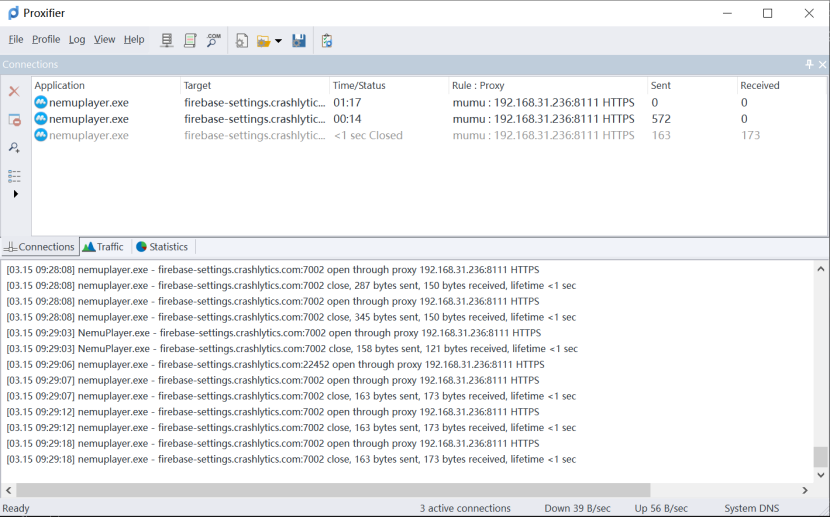 Proxifier
File Profile Log View Help .COM
Connections
Application Target Time/Status Rule : Proxy Sent Received
nemuplayer.exe firebase-settings.crashlytic... 01:17 mumu : 192.168.31.236:8111 HTTPS 0 0
nemuplayer.exe firebase-settings.crashlytic... 00:14 mumu : 192.168.31.236:8111 HTTPS 572 0
nemuplayer.exe firebase-settings.crashlytic... <1 sec Closed mumu : 192.168.31.236:8111 HTTPS 163 173
Connections Traffic Statistics
[03.15 09:28:08] nemuplayer.exe - firebase-settings.crashlytics.com:7002 open through proxy 192.168.31.236:8111 HTTPS
[03.15 09:28:08] nemuplayer.exe - firebase-settings.crashlytics.com:7002 close, 287 bytes sent, 150 bytes received, lifetime <1 sec
[03.15 09:28:08] nemuplayer.exe - firebase-settings.crashlytics.com:7002 open through proxy 192.168.31.236:8111 HTTPS
[03.15 09:28:08] nemuplayer.exe - firebase-settings.crashlytics.com:7002 close, 345 bytes sent, 150 bytes received, lifetime <1 sec
[03.15 09:29:03] NemuPlayer.exe - firebase-settings.crashlytics.com:7002 open through proxy 192.168.31.236:8111 HTTPS
[03.15 09:29:03] NemuPlayer.exe - firebase-settings.crashlytics.com:7002 close, 158 bytes sent, 121 bytes received, lifetime <1 sec
[03.15 09:29:06] nemuplayer.exe - firebase-settings.crashlytics.com:22452 open through proxy 192.168.31.236:8111 HTTPS
[03.15 09:29:07] nemuplayer.exe - firebase-settings.crashlytics.com:7002 open through proxy 192.168.31.236:8111 HTTPS
[03.15 09:29:07] nemuplayer.exe - firebase-settings.crashlytics.com:7002 close, 163 bytes sent, 173 bytes received, lifetime <1 sec
[03.15 09:29:12] nemuplayer.exe - firebase-settings.crashlytics.com:7002 open through proxy 192.168.31.236:8111 HTTPS
[03.15 09:29:12] nemuplayer.exe - firebase-settings.crashlytics.com:7002 close, 163 bytes sent, 173 bytes received, lifetime <1 sec
[03.15 09:29:18] nemuplayer.exe - firebase-settings.crashlytics.com:7002 open through proxy 192.168.31.236:8111 HTTPS
[03.15 09:29:18] nemuplayer.exe - firebase-settings.crashlytics.com:7002 close, 163 bytes sent, 173 bytes received, lifetime <1 sec
Ready 3 active connections Down 39 B/sec Up 56 B/sec System DNS